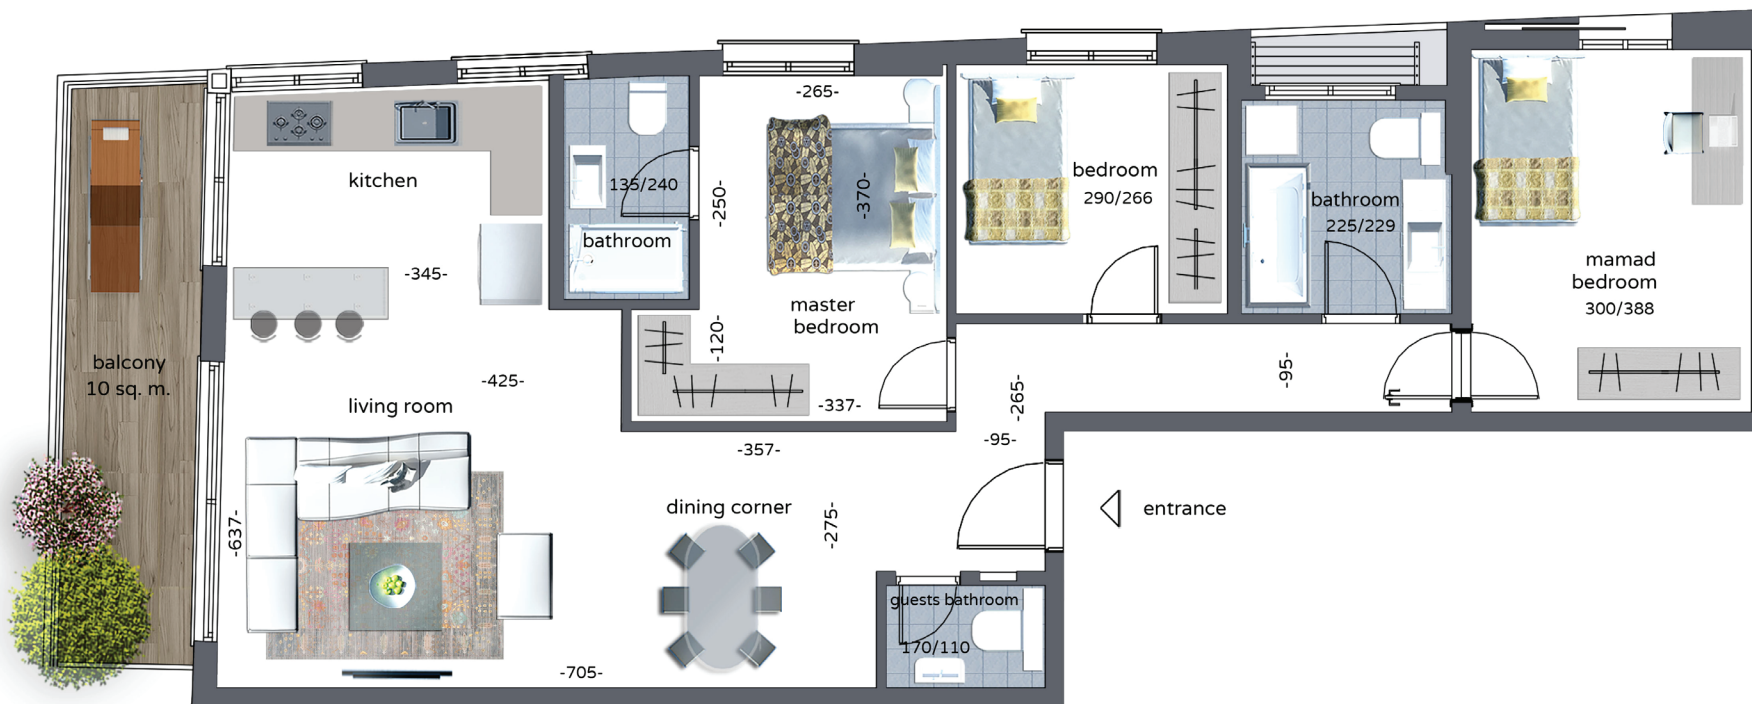 -265-
kitchen
135/240
bathroom
-345-
-250-
-370-
bedroom
290/266
bathroom
225/229
mamad
bedroom
300/388
master
bedroom
-120-
-337-
balcony
10 sq. m.
-425-
living room
-357-
-265-
-95-
-95-
dining corner
-275-
entrance
-637-
guests bathroom
170/110
-705-